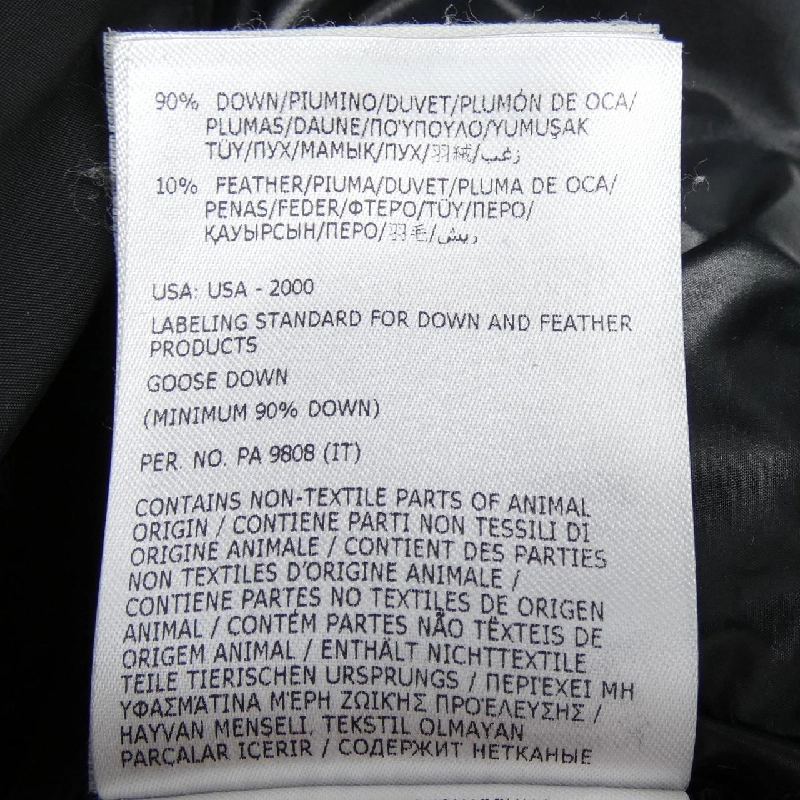 90% DOWN/PIUMINO/DUVET/PLUMÓN DE OCA/
PLUMAS/DAUNE/ΠΟΎΠΟΥΛΟ/YUMUŞAK
TÜY/ПУХ/МАМЫК/ПУХ/羽絨/زغب
10% FEATHER/PIUMA/DUVET/PLUMA DE OCA/
PENAS/FEDER/ΦΤΕΡΌ/TÜY/ПЕРО/
ҚАУЫРСЫН/ПЕРО/羽毛/ريش
USA: USA - 2000
LABELING STANDARD FOR DOWN AND FEATHER
PRODUCTS
GOOSE DOWN
(MINIMUM 90% DOWN)
PER. NO. PA 9808 (IT)
CONTAINS NON-TEXTILE PARTS OF ANIMAL
ORIGIN / CONTIENE PARTI NON TESSILI DI
ORIGINE ANIMALE / CONTIENT DES PARTIES
NON TEXTILES D'ORIGINE ANIMALE /
CONTIENE PARTES NO TEXTILES DE ORIGEN
ANIMAL / CONTÉM PARTES NÃO TËXTEIS DE
ORIGEM ANIMAL / ENTHÄLT NICHTTEXTILE
TEILE TIERISCHEN URSPRUNGS / ΠΕΡΙΈΧΕΙ ΜΗ
ΥΦΑΣΜΆΤΙΝΑ ΜΈΡΗ ΖΩΙΚΉΣ ΠΡΟΈΛΕΥΣΗΣ /
HAYVAN MENSELI, TEKSTIL OLMAYAN
PARÇALAR IÇERIR / СОДЕРЖИТ НЕТКАНЫЕ